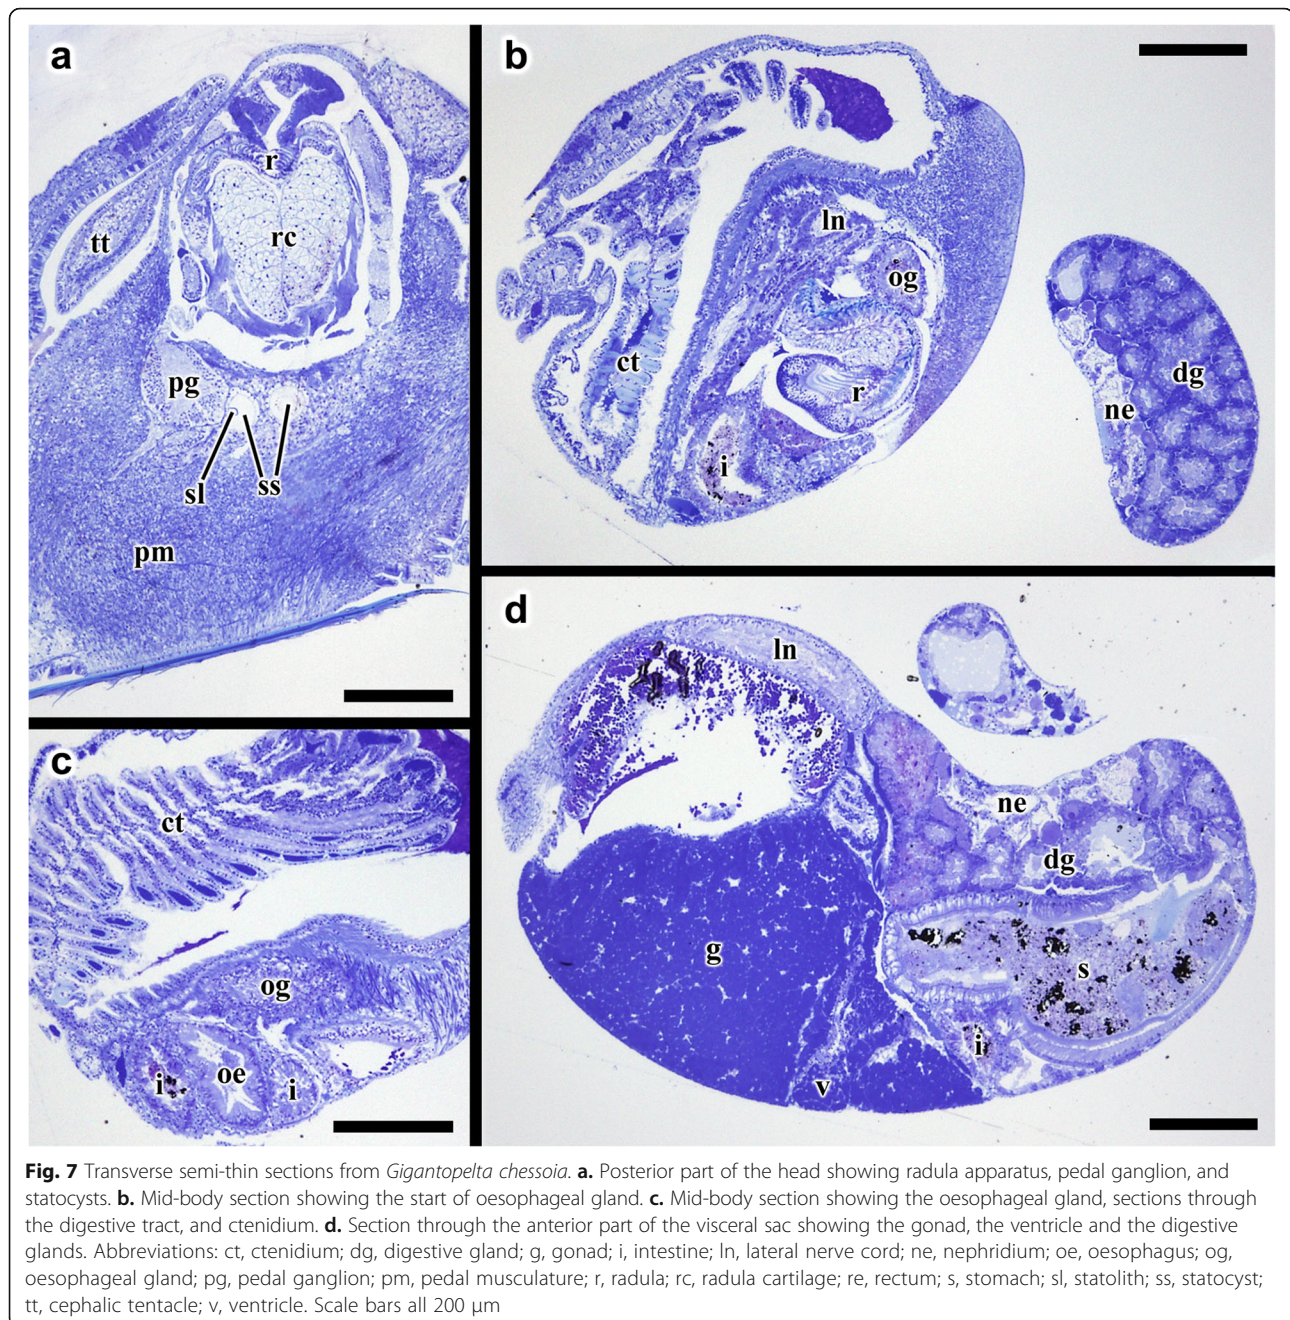 a
r
rc
tt
pg
sl
ss
pm
b
ln
og
ct
r
i
ne
dg
c
ct
og
i
oe
i
d
ln
ne
dg
g
s
i
v
Fig. 7 Transverse semi-thin sections from Gigantopelta chessoia. a. Posterior part of the head showing radula apparatus, pedal ganglion, and
statocysts. b. Mid-body section showing the start of oesophageal gland. c. Mid-body section showing the oesophageal gland, sections through
the digestive tract, and ctenidium. d. Section through the anterior part of the visceral sac showing the gonad, the ventricle and the digestive
glands. Abbreviations: ct, ctenidium; dg, digestive gland; g, gonad; i, intestine; ln, lateral nerve cord; ne, nephridium; oe, oesophagus; og,
oesophageal gland; pg, pedal ganglion; pm, pedal musculature; r, radula; rc, radula cartilage; re, rectum; s, stomach; sl, statolith; ss, statocyst;
tt, cephalic tentacle; v, ventricle. Scale bars all 200 μm